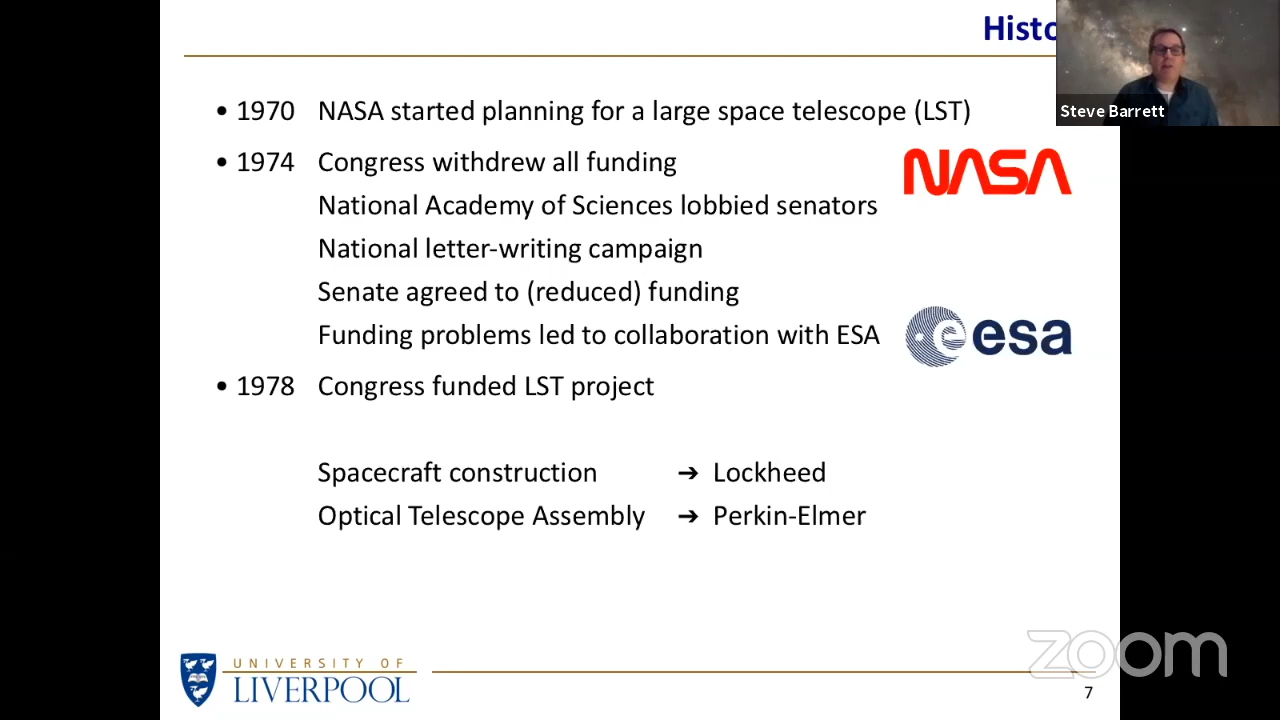 Histo
Steve Barrett
• 1970 NASA started planning for a large space telescope (LST)
• 1974 Congress withdrew all funding
NASA
National Academy of Sciences lobbied senators
National letter-writing campaign
Senate agreed to (reduced) funding
Funding problems led to collaboration with ESA
esa
• 1978 Congress funded LST project
Spacecraft construction ➔ Lockheed
Optical Telescope Assembly ➔ Perkin-Elmer
UNIVERSITY OF
LIVERPOOL
zoom
7